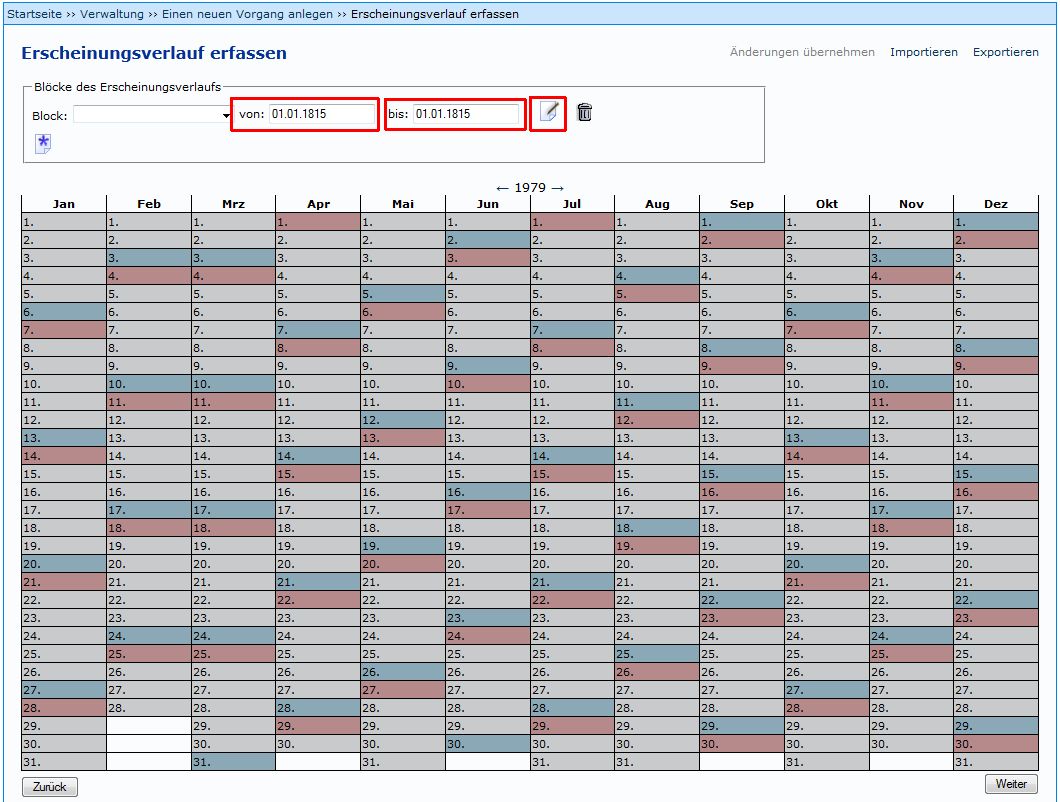 Startseite ›› Verwaltung ›› Einen neuen Vorgang anlegen ›› Erscheinungsverlauf erfassen
Erscheinungsverlauf erfassen
Änderungen übernehmen Importieren Exportieren
Blöcke des Erscheinungsverlaufs
Block: von: 01.01.1815 bis: 01.01.1815
← 1979 →
Jan Feb Mrz Apr Mai Jun Jul Aug Sep Okt Nov Dez
1. 1. 1. 1. 1. 1. 1. 1. 1. 1. 1. 1.
2. 2. 2. 2. 2. 2. 2. 2. 2. 2. 2. 2.
3. 3. 3. 3. 3. 3. 3. 3. 3. 3. 3. 3.
4. 4. 4. 4. 4. 4. 4. 4. 4. 4. 4. 4.
5. 5. 5. 5. 5. 5. 5. 5. 5. 5. 5. 5.
6. 6. 6. 6. 6. 6. 6. 6. 6. 6. 6. 6.
7. 7. 7. 7. 7. 7. 7. 7. 7. 7. 7. 7.
8. 8. 8. 8. 8. 8. 8. 8. 8. 8. 8. 8.
9. 9. 9. 9. 9. 9. 9. 9. 9. 9. 9. 9.
10. 10. 10. 10. 10. 10. 10. 10. 10. 10. 10. 10.
11. 11. 11. 11. 11. 11. 11. 11. 11. 11. 11. 11.
12. 12. 12. 12. 12. 12. 12. 12. 12. 12. 12. 12.
13. 13. 13. 13. 13. 13. 13. 13. 13. 13. 13. 13.
14. 14. 14. 14. 14. 14. 14. 14. 14. 14. 14. 14.
15. 15. 15. 15. 15. 15. 15. 15. 15. 15. 15. 15.
16. 16. 16. 16. 16. 16. 16. 16. 16. 16. 16. 16.
17. 17. 17. 17. 17. 17. 17. 17. 17. 17. 17. 17.
18. 18. 18. 18. 18. 18. 18. 18. 18. 18. 18. 18.
19. 19. 19. 19. 19. 19. 19. 19. 19. 19. 19. 19.
20. 20. 20. 20. 20. 20. 20. 20. 20. 20. 20. 20.
21. 21. 21. 21. 21. 21. 21. 21. 21. 21. 21. 21.
22. 22. 22. 22. 22. 22. 22. 22. 22. 22. 22. 22.
23. 23. 23. 23. 23. 23. 23. 23. 23. 23. 23. 23.
24. 24. 24. 24. 24. 24. 24. 24. 24. 24. 24. 24.
25. 25. 25. 25. 25. 25. 25. 25. 25. 25. 25. 25.
26. 26. 26. 26. 26. 26. 26. 26. 26. 26. 26. 26.
27. 27. 27. 27. 27. 27. 27. 27. 27. 27. 27. 27.
28. 28. 28. 28. 28. 28. 28. 28. 28. 28. 28. 28.
29. 29. 29. 29. 29. 29. 29. 29. 29. 29. 29.
30. 30. 30. 30. 30. 30. 30. 30. 30. 30. 30.
31. 31. 31. 31. 31. 31. 31.
Zurück Weiter